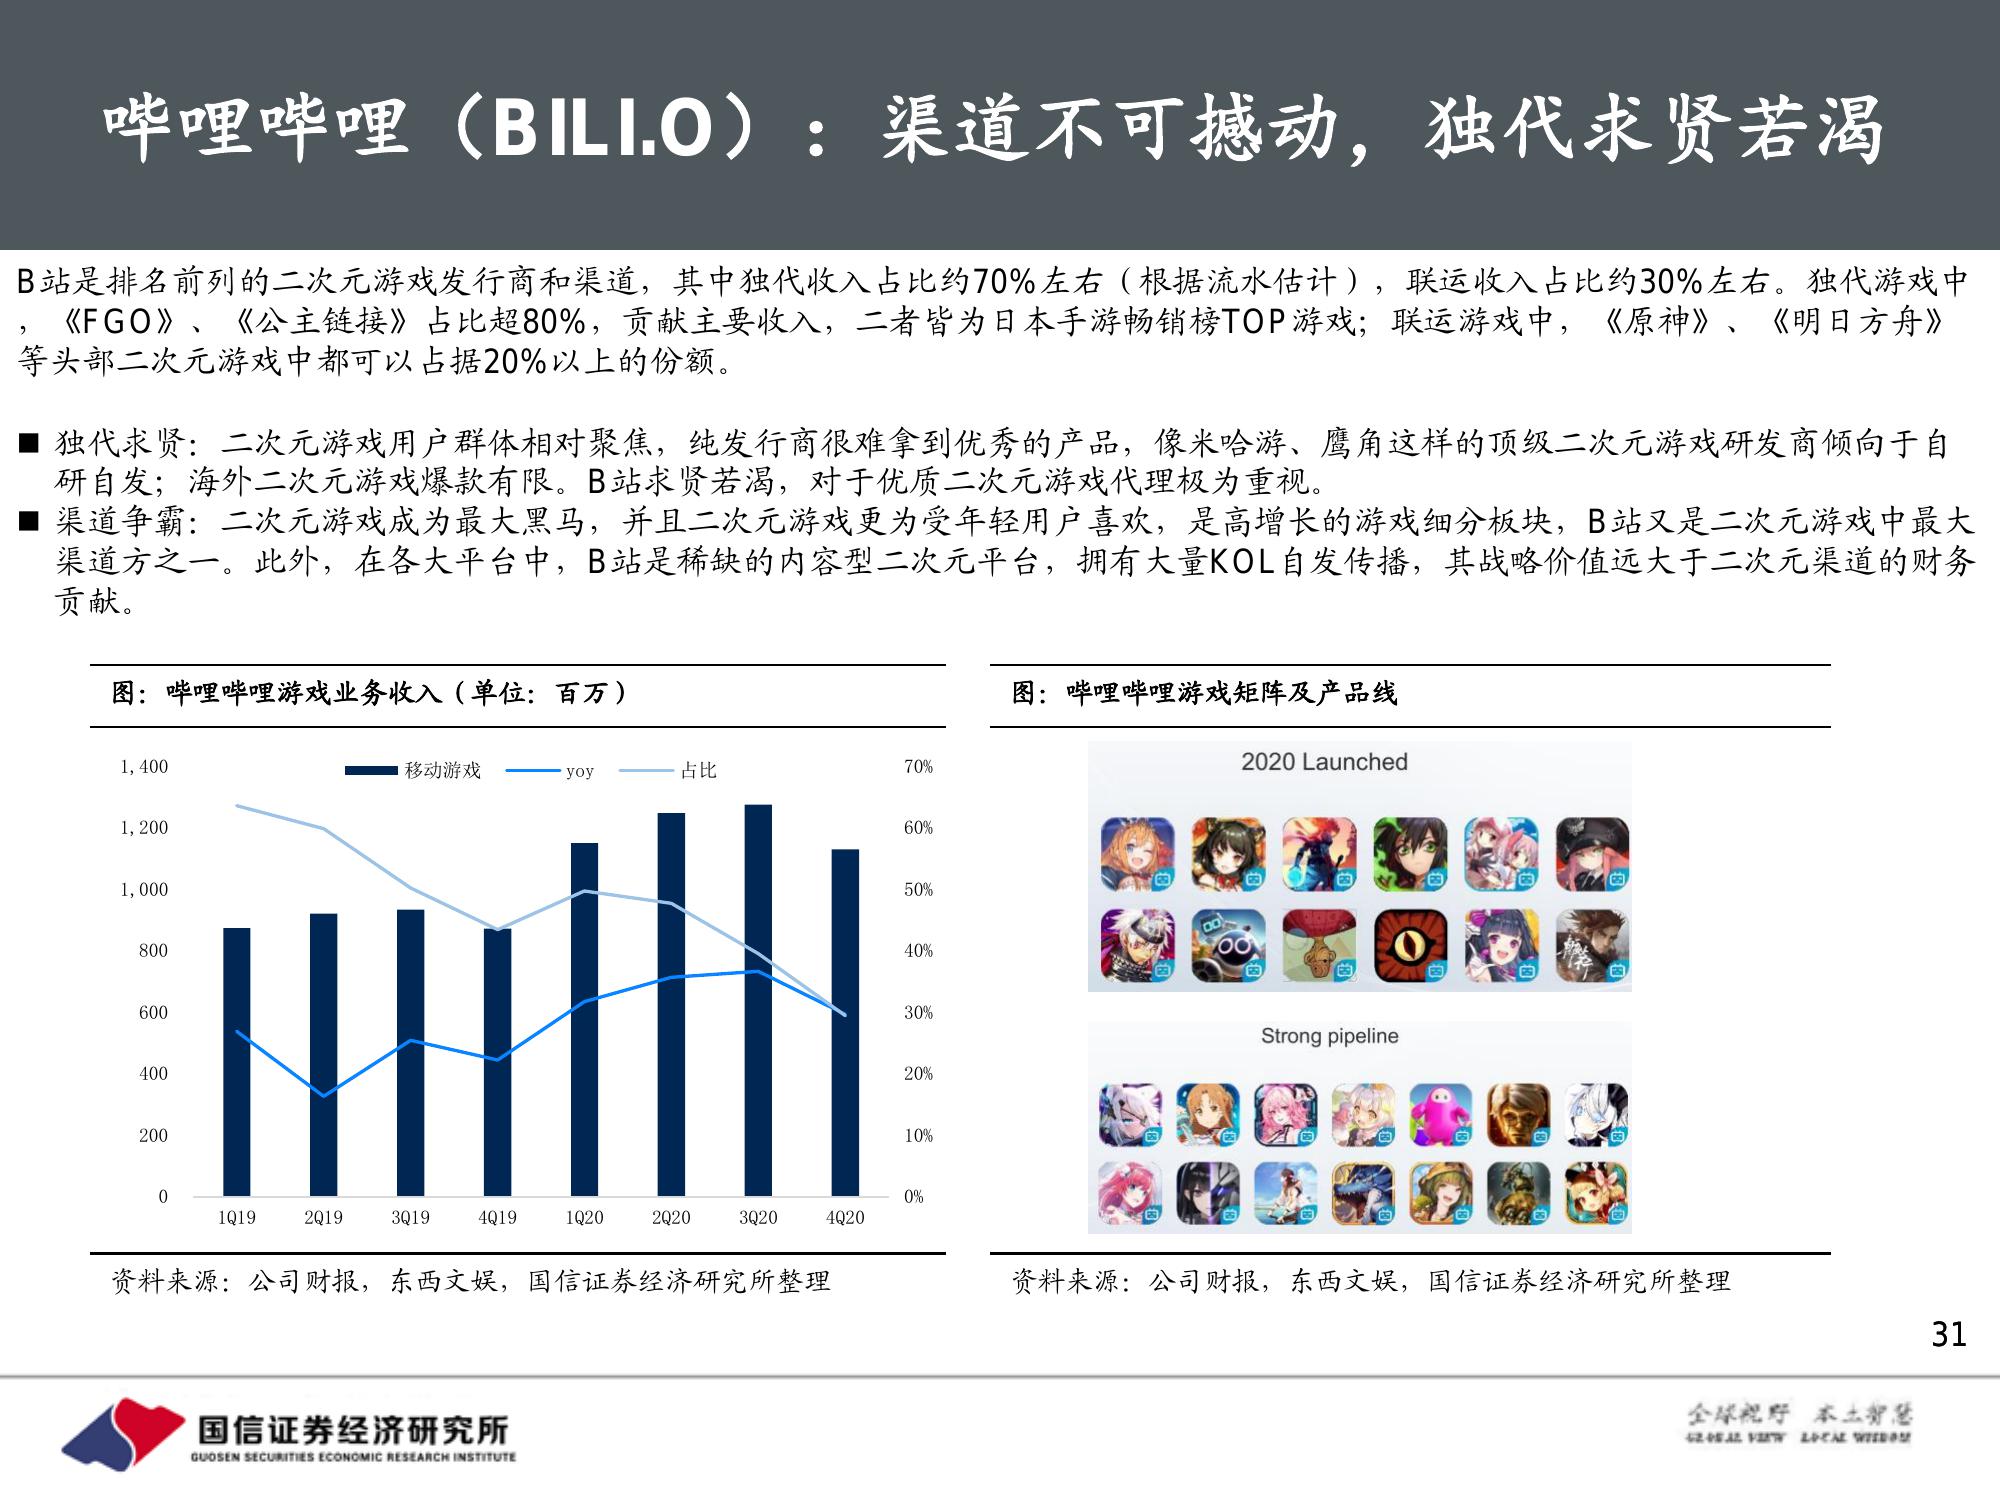 哔哩哔哩（BILI.O）：渠道不可撼动，独代求贤若渴
B站是排名前列的二次元游戏发行商和渠道，其中独代收入占比约70%左右（根据流水估计），联运收入占比约30%左右。独代游戏中
，《FGO》、《公主链接》占比超80%，贡献主要收入，二者皆为日本手游畅销榜TOP游戏；联运游戏中，《原神》、《明日方舟》
等头部二次元游戏中都可以占据20%以上的份额。
■ 独代求贤：二次元游戏用户群体相对聚焦，纯发行商很难拿到优秀的产品，像米哈游、鹰角这样的顶级二次元游戏研发商倾向于自
研自发；海外二次元游戏爆款有限。B站求贤若渴，对于优质二次元游戏代理极为重视。
■ 渠道争霸：二次元游戏成为最大黑马，并且二次元游戏更为受年轻用户喜欢，是高增长的游戏细分板块，B站又是二次元游戏中最大
渠道方之一。此外，在各大平台中，B站是稀缺的内容型二次元平台，拥有大量KOL自发传播，其战略价值远大于二次元渠道的财务
贡献。
图：哔哩哔哩游戏业务收入（单位：百万）
移动游戏 yoy 占比
1,400 70%
1,200 60%
1,000 50%
800 40%
600 30%
400 20%
200 10%
0 0%
1Q19 2Q19 3Q19 4Q19 1Q20 2Q20 3Q20 4Q20
资料来源：公司财报，东西文娱，国信证券经济研究所整理
图：哔哩哔哩游戏矩阵及产品线
2020 Launched
Strong pipeline
资料来源：公司财报，东西文娱，国信证券经济研究所整理
31
国信证券经济研究所
GUOSEN SECURITIES ECONOMIC RESEARCH INSTITUTE
全球视野 本土智慧
GLOBAL VIEW LOCAL WISDOM